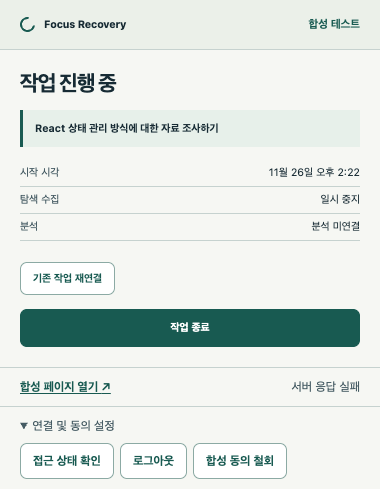 Focus Recovery
합성 테스트
작업 진행 중
React 상태 관리 방식에 대한 자료 조사하기
시작 시각 11월 26일 오후 2:22
탐색 수집 일시 중지
분석 분석 미연결
기존 작업 재연결
작업 종료
합성 페이지 열기 ↗ 서버 응답 실패
▼ 연결 및 동의 설정
접근 상태 확인 로그아웃 합성 동의 철회